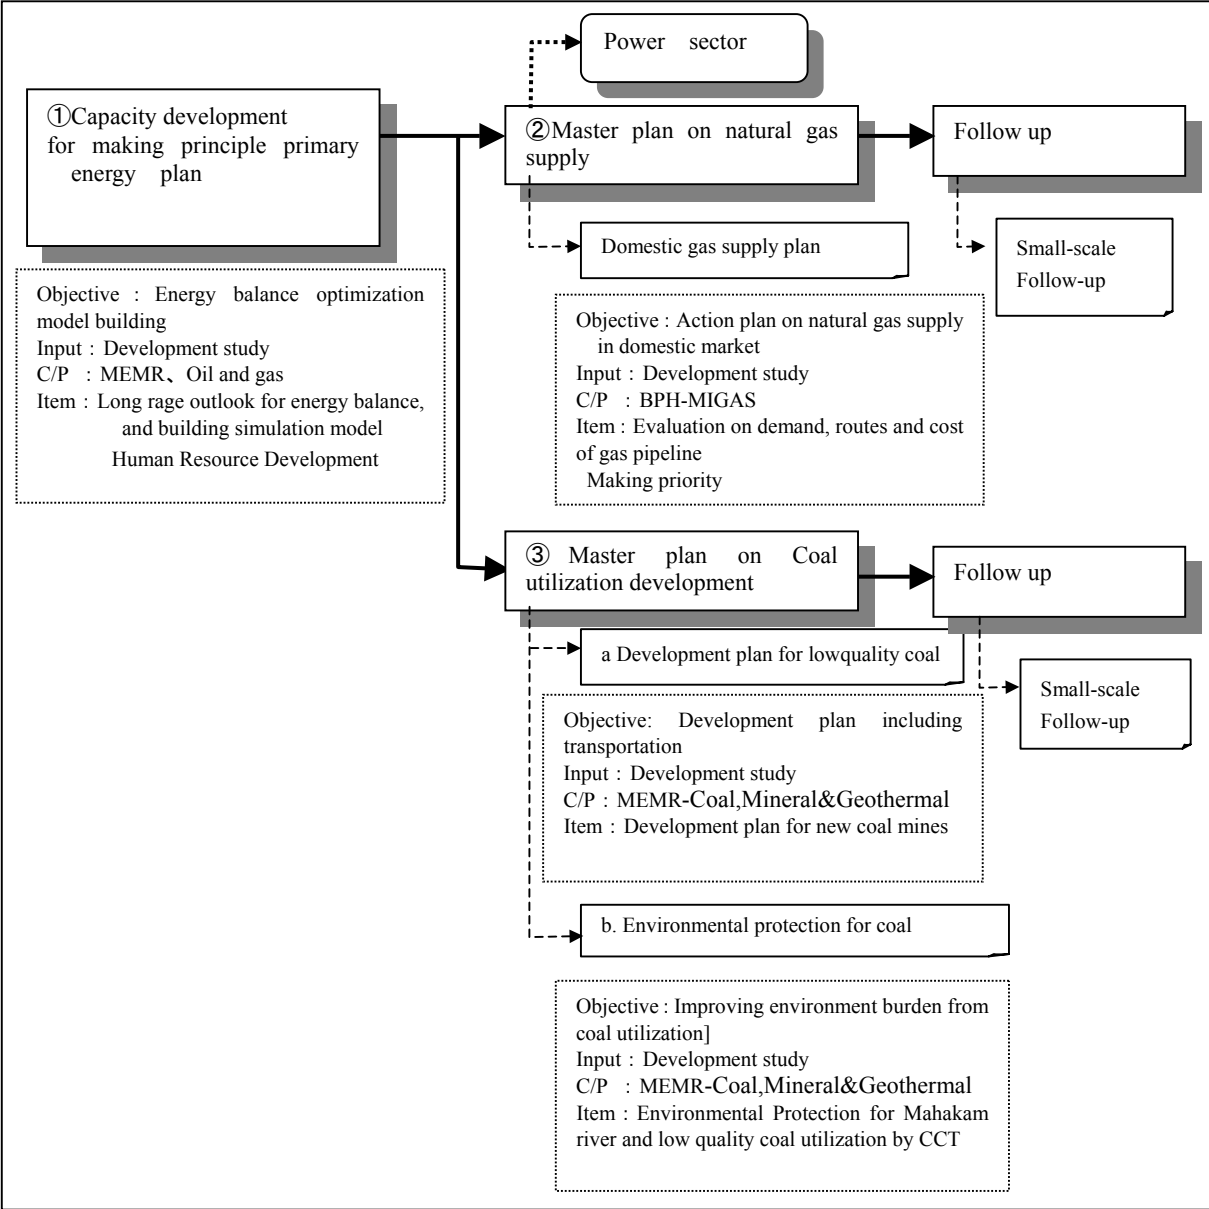 Power sector
①Capacity development
for making principle primary
energy plan
②Master plan on natural gas
supply
Follow up
Domestic gas supply plan
Small-scale
Follow-up
Objective : Energy balance optimization
model building
Input : Development study
C/P : MEMR、Oil and gas
Item : Long rage outlook for energy balance,
and building simulation model
Human Resource Development
Objective : Action plan on natural gas supply
in domestic market
Input : Development study
C/P : BPH-MIGAS
Item : Evaluation on demand, routes and cost
of gas pipeline
Making priority
③ Master plan on Coal
utilization development
Follow up
a Development plan for lowquality coal
Small-scale
Follow-up
Objective: Development plan including
transportation
Input : Development study
C/P : MEMR-Coal,Mineral&Geothermal
Item : Development plan for new coal mines
b. Environmental protection for coal
Objective : Improving environment burden from
coal utilization]
Input : Development study
C/P : MEMR-Coal,Mineral&Geothermal
Item : Environmental Protection for Mahakam
river and low quality coal utilization by CCT